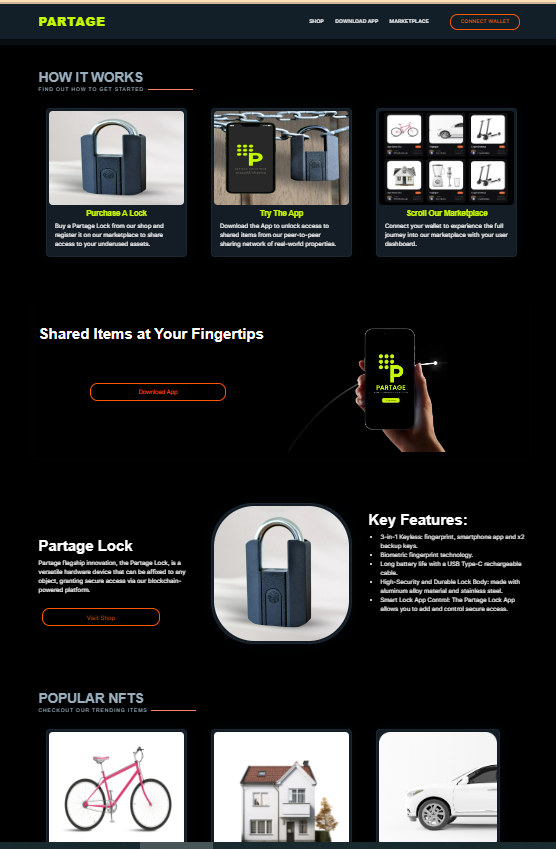 PARTAGE
SHOP DOWNLOAD APP MARKETPLACE CONNECT WALLET
HOW IT WORKS
FIND OUT HOW TO GET STARTED
Purchase A Lock
Buy a Partage Lock from our shop and
register it on our marketplace to share
access to your underused assets.
Try The App
Download the App to unlock access to
shared items from our peer-to-peer
sharing network of real-world properties.
Scroll Our Marketplace
Connect your wallet to experience the full
journey into our marketplace with your user
dashboard.
Shared Items at Your Fingertips
Download App
PARTAGE
Partage Lock
Partage flagship innovation, the Partage Lock, is a
versatile hardware device that can be affixed to any
object, granting secure access via our blockchain-
powered platform.
Visit Shop
Key Features:
3-in-1 Keyless: fingerprint, smartphone app and x2
backup keys.
Biometric fingerprint technology.
Long battery life with a USB Type-C rechargeable
cable.
High-Security and Durable Lock Body: made with
aluminum alloy material and stainless steel.
Smart Lock App Control: The Partage Lock App
allows you to add and control secure access.
POPULAR NFTS
CHECKOUT OUR TRENDING ITEMS